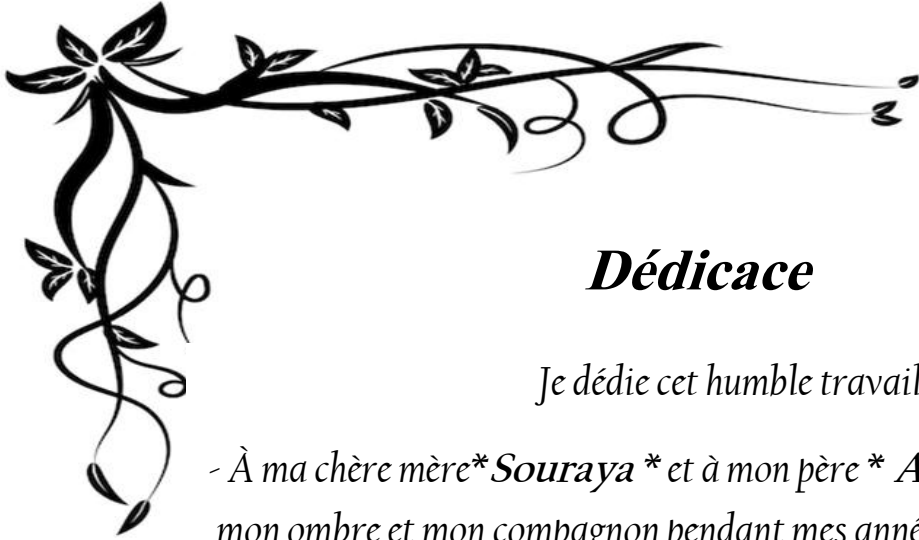 Dédicace
Je dédie cet humble travail
- À ma chère mère*Souraya * et à mon père *
mon ombre et mon compagnon pendant mes